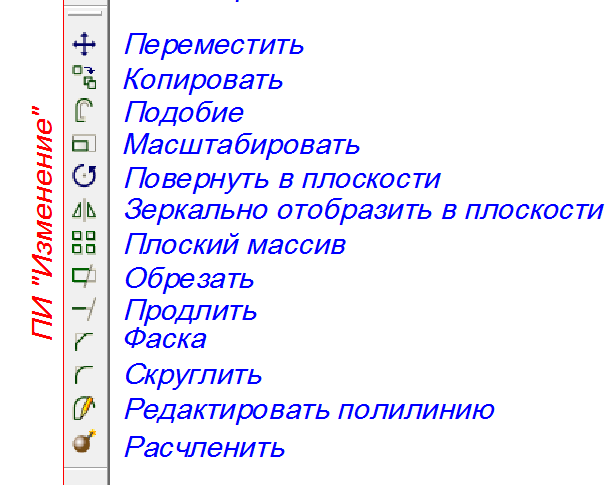 ПИ "Изменение"
Переместить
Копировать
Подобие
Масштабировать
Повернуть в плоскости
Зеркально отобразить в плоскости
Плоский массив
Обрезать
Продлить
Фаска
Скруглить
Редактировать полилинию
Расчленить